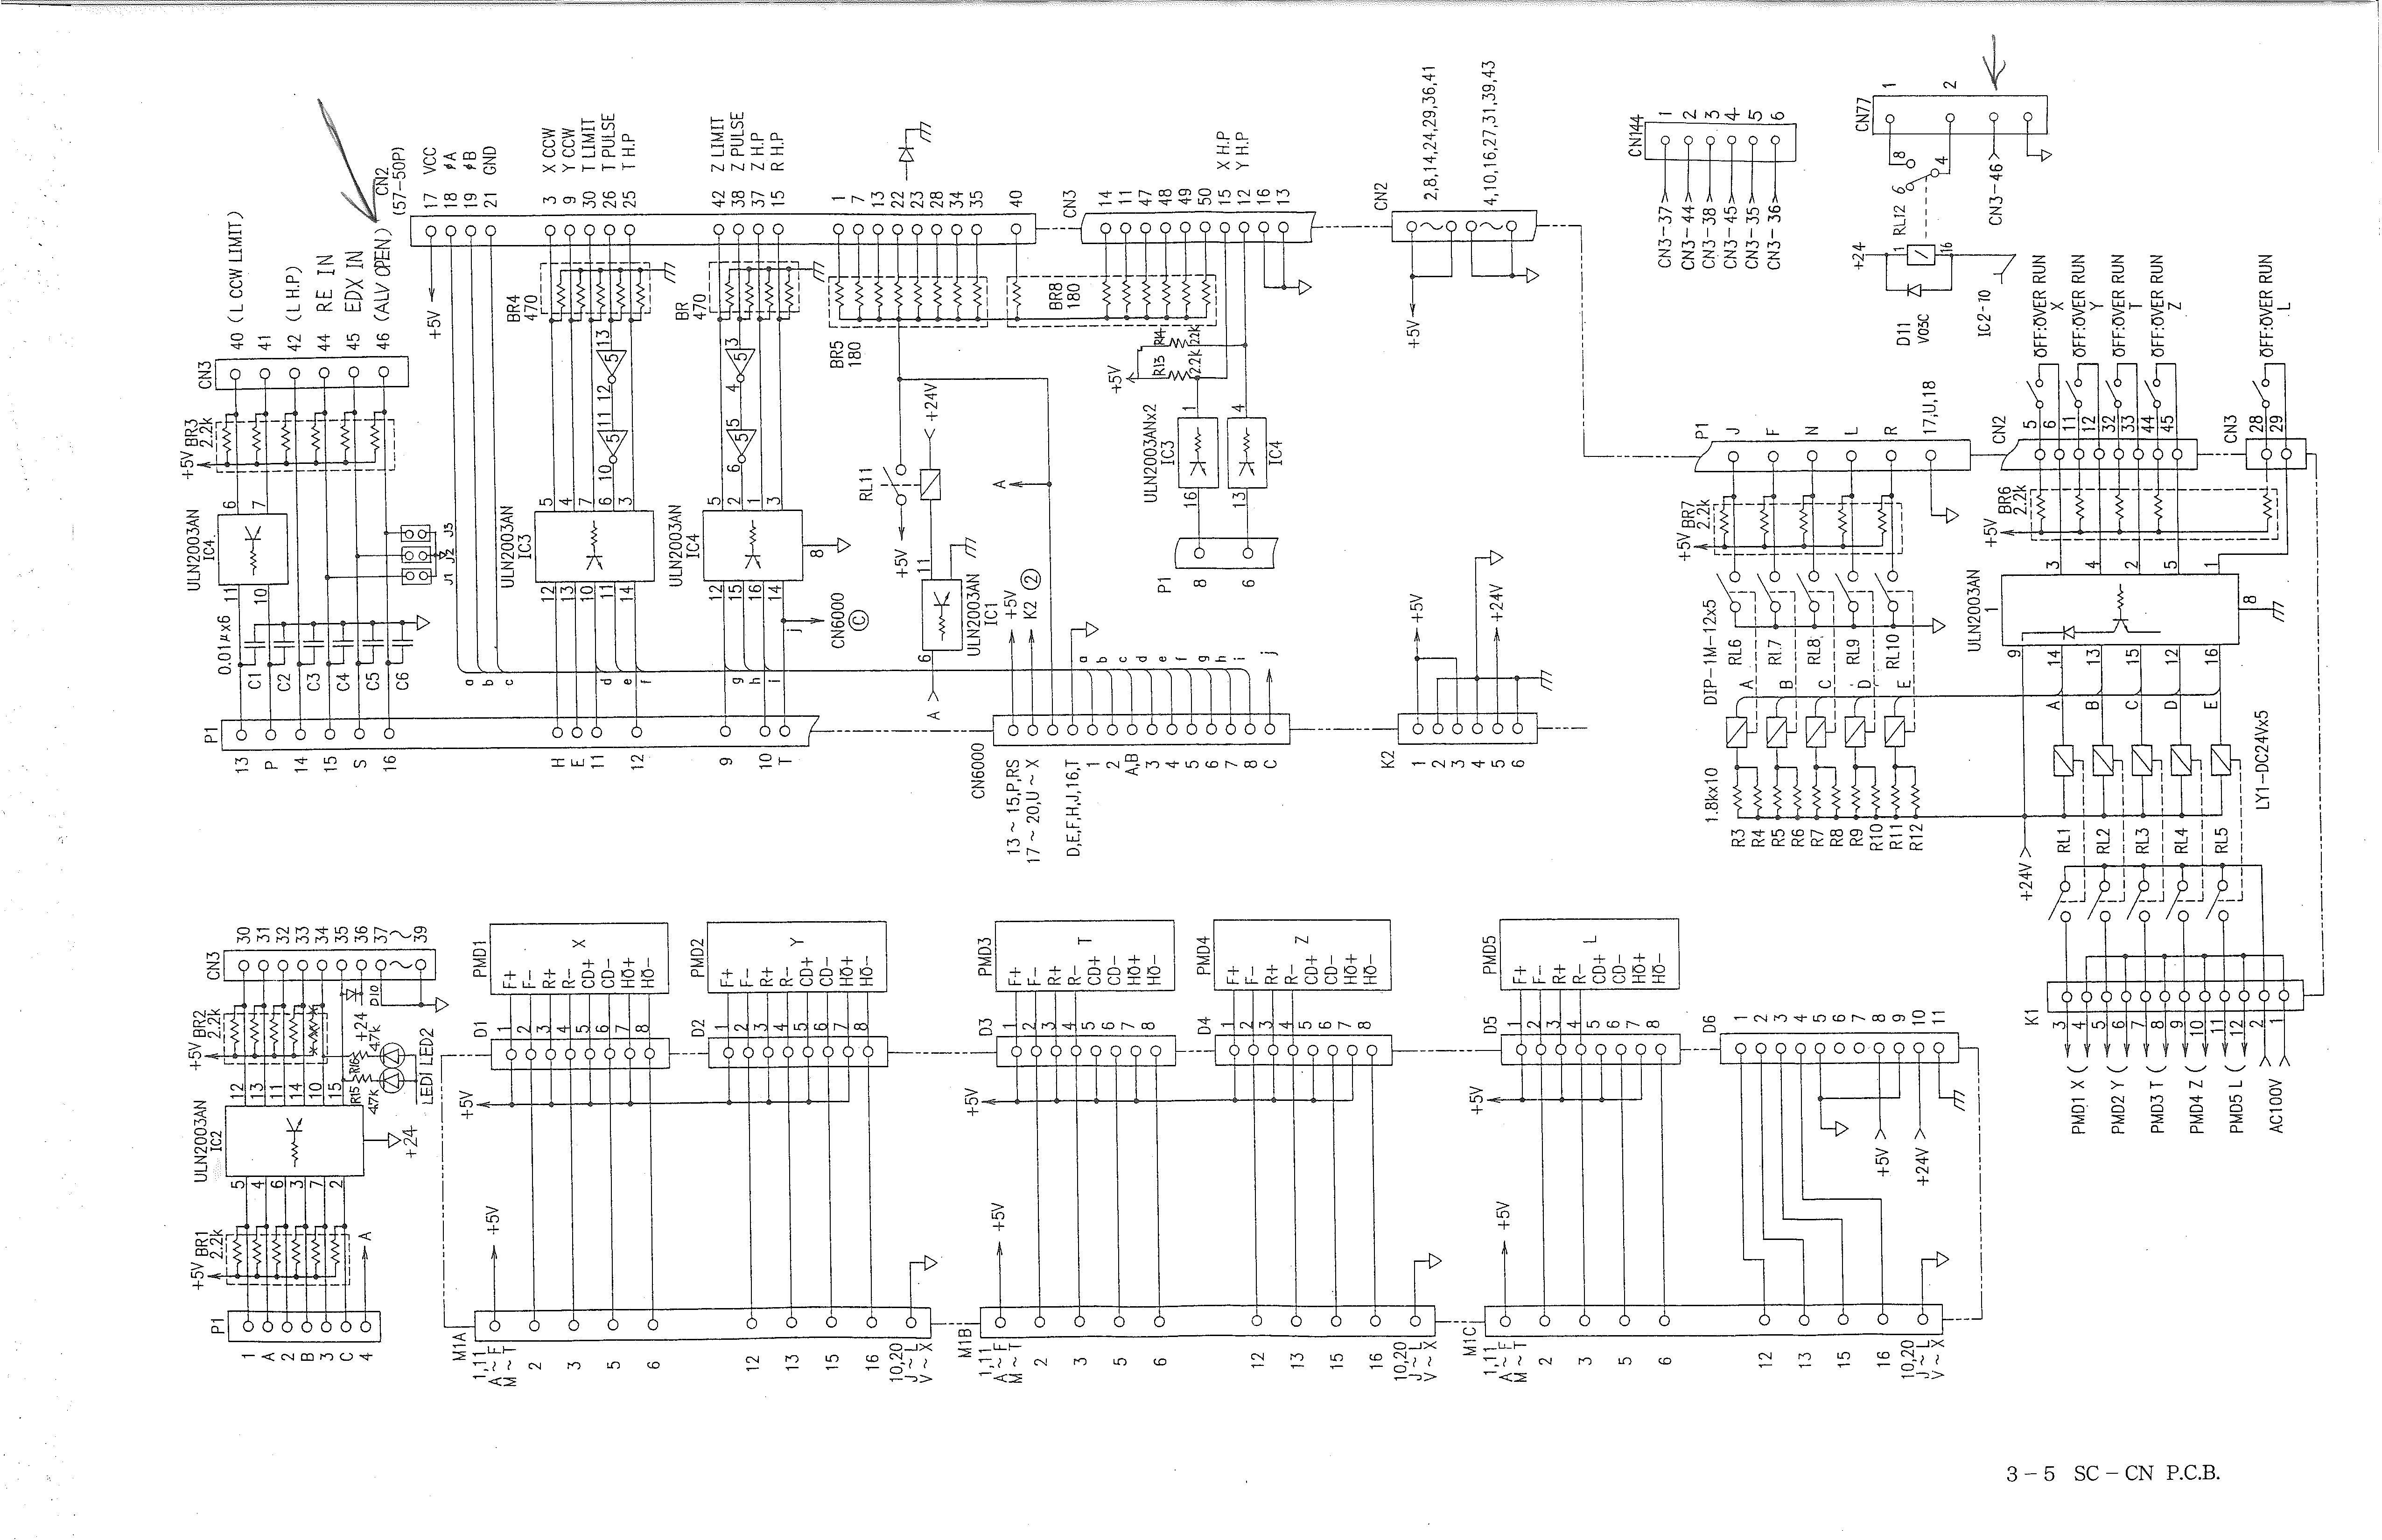 CN3
40 (L CCW LIMIT)
41
42 (L H.P)
44 RE IN
45 EDX IN
46 (ALV OPEN)
+5V BR3
2.2k
ULN2003AN
IC4
6
7
11
10
0.01μx6
C1
C2
C3
C4
C5
C6
J1
J2
J3
P1
13
P
14
15
S
16
CN2
(57-50P)
17 VCC
18 φA
19 φB
21 GND
3 X CCW
9 Y CCW
30 T LIMIT
26 T PULSE
25 T H.P
42 Z LIMIT
38 Z PULSE
37 Z H.P
15 R H.P
1
7
13
22
23
28
34
35
40
+5V
BR4
470
13
5
12
11
5
10
ULN2003AN
IC3
5
4
7
6
3
12
13
10
11
14
a
b
c
d
e
f
H
E
11
12
BR
470
3
5
4
5
5
6
ULN2003AN
IC4
5
2
1
3
8
12
15
16
14
g
h
i
j
CN6000
Ⓒ
9
10
T
BR5
180
RL11
+24V
+5V
11
ULN2003AN
IC1
6
A
A
CN3
14
11
47
48
49
50
15 X H.P
12 Y H.P
16
13
BR8
180
+5V
R13
2.2k
R14
2.2k
ULN2003ANx2
IC3
1
16
4
13
IC4
P1
8
6
+5V
K2 ②
CN6000
13~15,P,RS
17~20,U~X
D,E,F,H,J,16,T
1
2
A,B
3
4
5
6
7
8
C
a
b
c
d
e
f
g
h
i
j
CN2
2,8,14,24,29,36,41
4,10,16,27,31,39,43
+5V
K2
1
2
3
4
5
6
+5V
+24V
CN144
CN3-37 1
CN3-44 2
CN3-38 3
CN3-45 4
CN3-35 5
CN3-36 6
CN77
1
2
8
6
4
RL12
CN3-46
+24
1
16
D11
V03C
IC2-10
P1
J
F
N
L
R
17,U,18
+5V BR7
2.2k
DIP-1M-12x5
RL6
RL7
RL8
RL9
RL10
A
B
C
D
E
1.8kx10
R3
R4
R5
R6
R7
R8
R9
R10
R11
R12
CN2
5
6
11
12
32
33
44
45
OFF:OVER RUN
X
OFF:OVER RUN
Y
OFF:OVER RUN
T
OFF:OVER RUN
Z
CN3
28
29
OFF:OVER RUN
L
+5V BR6
2.2k
ULN2003AN
1
3
4
2
5
1
8
9
14
13
15
12
16
A
B
C
D
E
LY1-DC24Vx5
+24V
RL1
RL2
RL3
RL4
RL5
K1
3
4
5
6
7
8
9
10
11
12
2
1
PMD1 X (
PMD2 Y (
PMD3 T (
PMD4 Z (
PMD5 L (
AC100V
CN3
30
31
32
33
34
35
36
37
39
+5V BR2
2.2k
D10
+24
R16
4.7k
R15
4.7k
LED1 LED2
ULN2003AN
IC2
12
13
11
14
10
15
+24
5
4
6
3
7
2
+5V BR1
2.2k
A
P1
1
A
2
B
3
C
4
PMD1
X
F+
F-
R+
R-
CD+
CD-
HO+
HO-
D1
1
2
3
4
5
6
7
8
+5V
PMD2
Y
F+
F-
R+
R-
CD+
CD-
HO+
HO-
D2
1
2
3
4
5
6
7
8
M1A
1,11
A~F
M~T
2
3
5
6
12
13
15
16
10,20
J~L
V~X
+5V
PMD3
T
F+
F-
R+
R-
CD+
CD-
HO+
HO-
D3
1
2
3
4
5
6
7
8
+5V
PMD4
Z
F+
F-
R+
R-
CD+
CD-
HO+
HO-
D4
1
2
3
4
5
6
7
8
M1B
1,11
A~F
M~T
2
3
5
6
12
13
15
16
10,20
J~L
V~X
+5V
PMD5
L
F+
F-
R+
R-
CD+
CD-
HO+
HO-
D5
1
2
3
4
5
6
7
8
+5V
D6
1
2
3
4
5
6
7
8
9
10
11
+5V
+24V
M1C
1,11
A~F
M~T
2
3
5
6
12
13
15
16
10,20
J~L
V~X
+5V
3-5 SC-CN P.C.B.